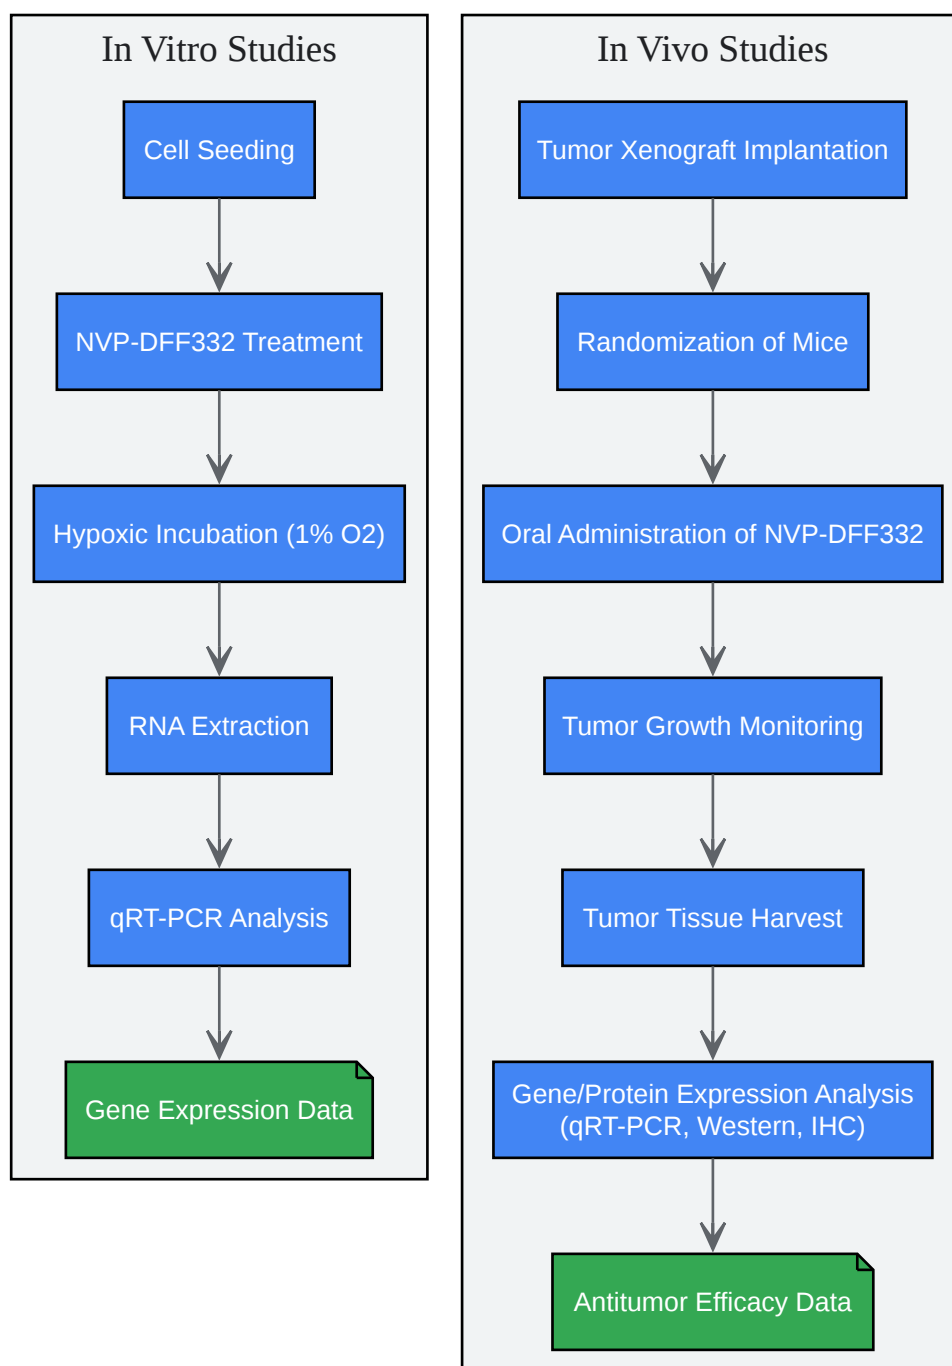 In Vitro Studies
Cell Seeding
NVP-DFF332 Treatment
Hypoxic Incubation (1% O2)
RNA Extraction
qRT-PCR Analysis
Gene Expression Data
In Vivo Studies
Tumor Xenograft Implantation
Randomization of Mice
Oral Administration of NVP-DFF332
Tumor Growth Monitoring
Tumor Tissue Harvest
Gene/Protein Expression Analysis
(qRT-PCR, Western, IHC)
Antitumor Efficacy Data